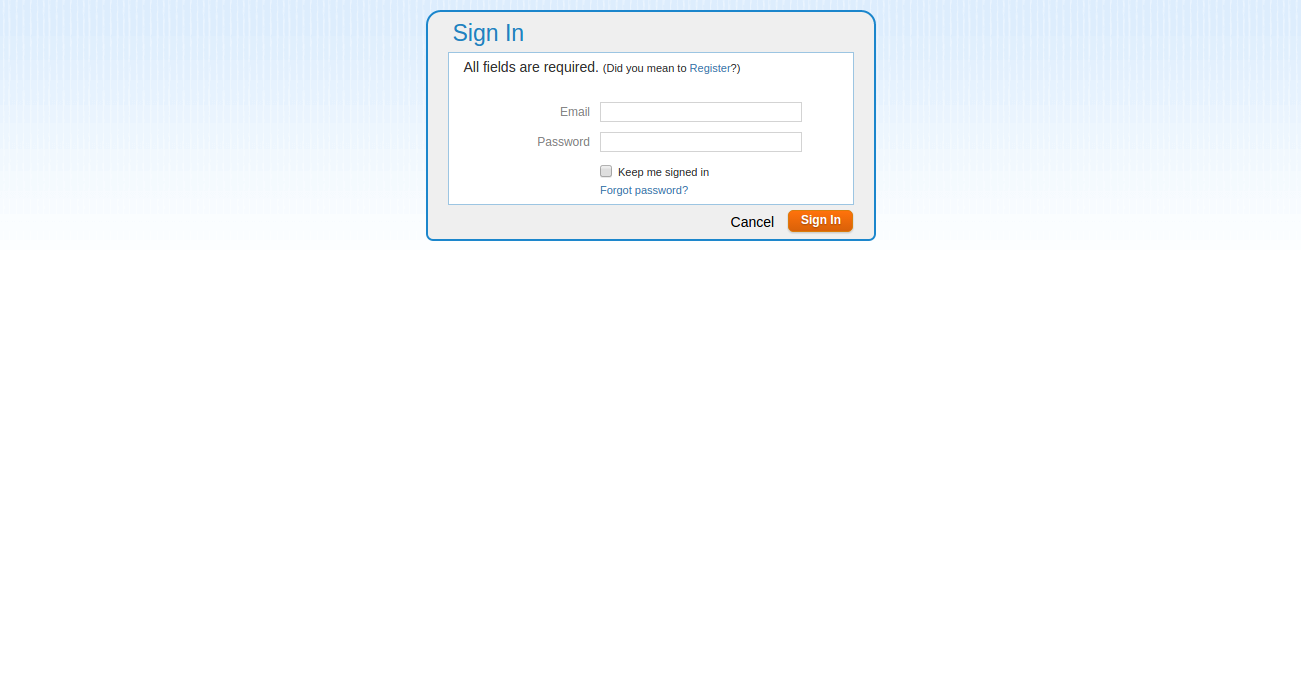 Sign In
All fields are required. (Did you mean to Register?)
Email
Password
Keep me signed in
Forgot password?
Cancel Sign In